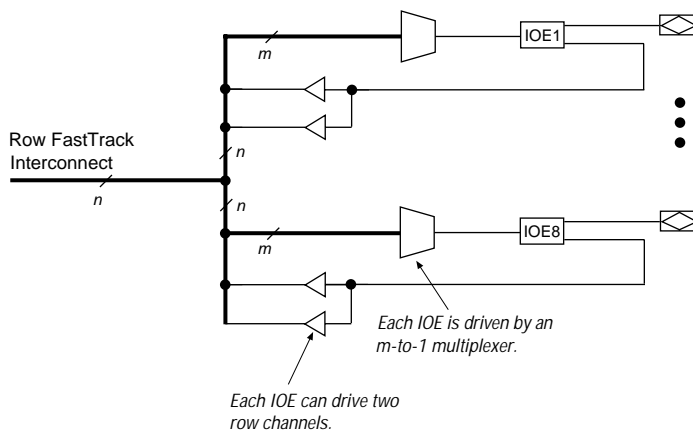 m
IOE1
Row FastTrack
Interconnect
n
n
n
m
IOE8
Each IOE is driven by an
m-to-1 multiplexer.
Each IOE can drive two
row channels.